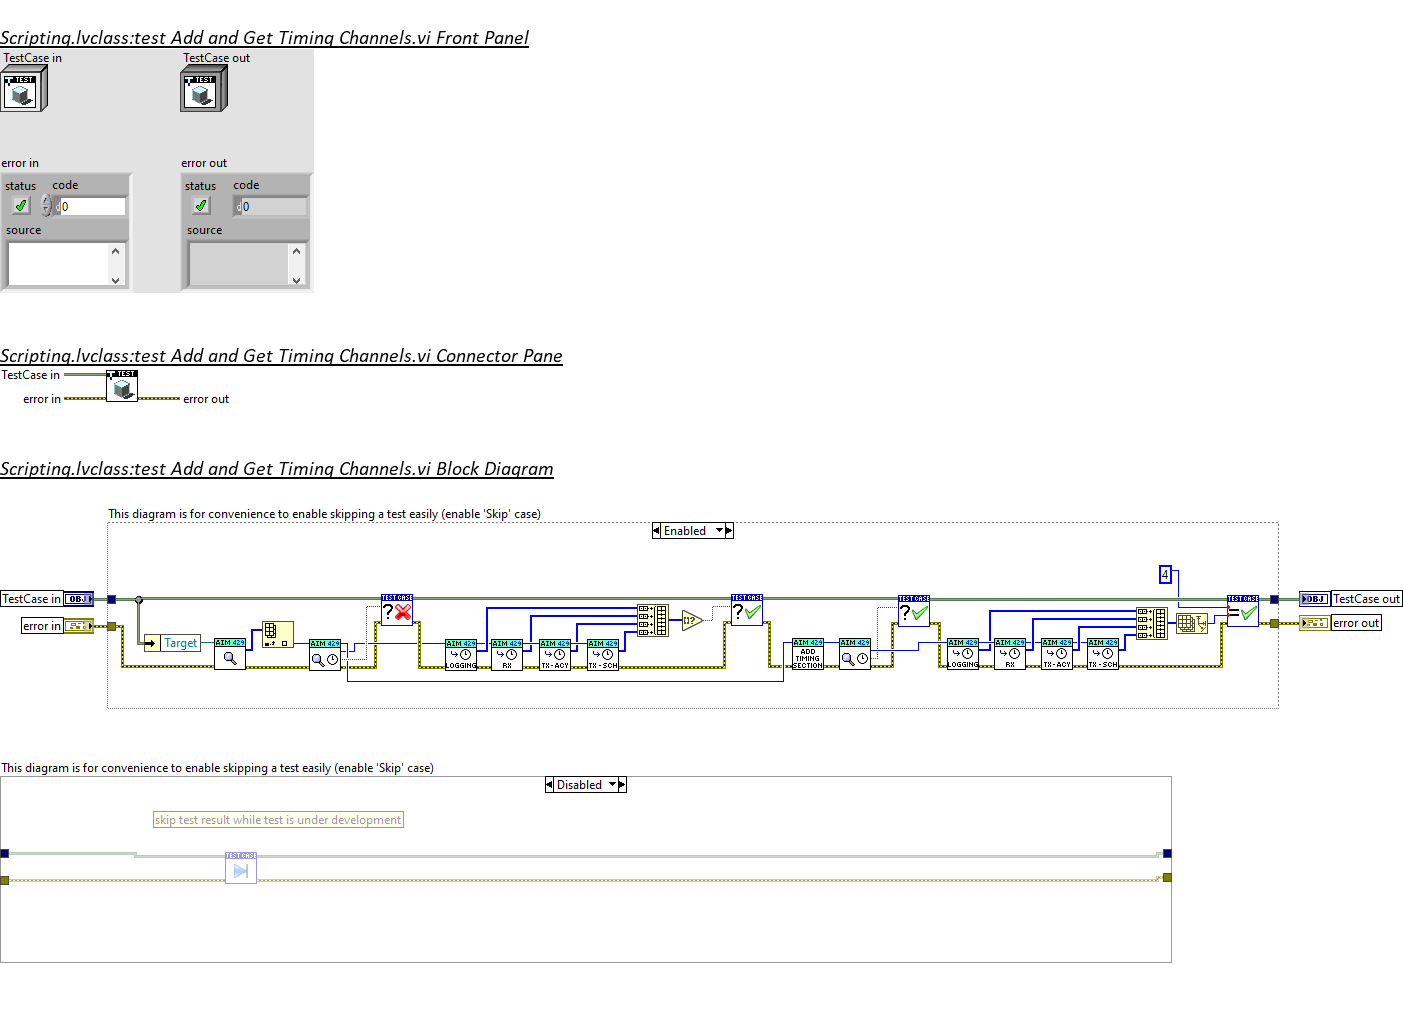 Scripting.lvclass:test Add and Get Timing Channels.vi Front Panel
TestCase in
TestCase out
TEST
TEST
error in
error out
status
code
status
code
0
0
source
source
Scripting.lvclass:test Add and Get Timing Channels.vi Connector Pane
TestCase in
TEST
error in
error out
Scripting.lvclass:test Add and Get Timing Channels.vi Block Diagram
This diagram is for convenience to enable skipping a test easily (enable 'Skip' case)
Enabled
4
TestCase in
OBJ
TEST CASE
?
TEST CASE
?
TEST CASE
?
TEST CASE
=
OBJ
TestCase out
error in
error out
Target
AIM 429
AIM 429
AIM 429
LOGGING
AIM 429
RX
AIM 429
TX-ACY
AIM 429
TX-SCH
AIM 429
ADD
TIMING
SECTION
AIM 429
AIM 429
LOGGING
AIM 429
RX
AIM 429
TX-ACY
AIM 429
TX-SCH
This diagram is for convenience to enable skipping a test easily (enable 'Skip' case)
Disabled
skip test result while test is under development
TEST CASE